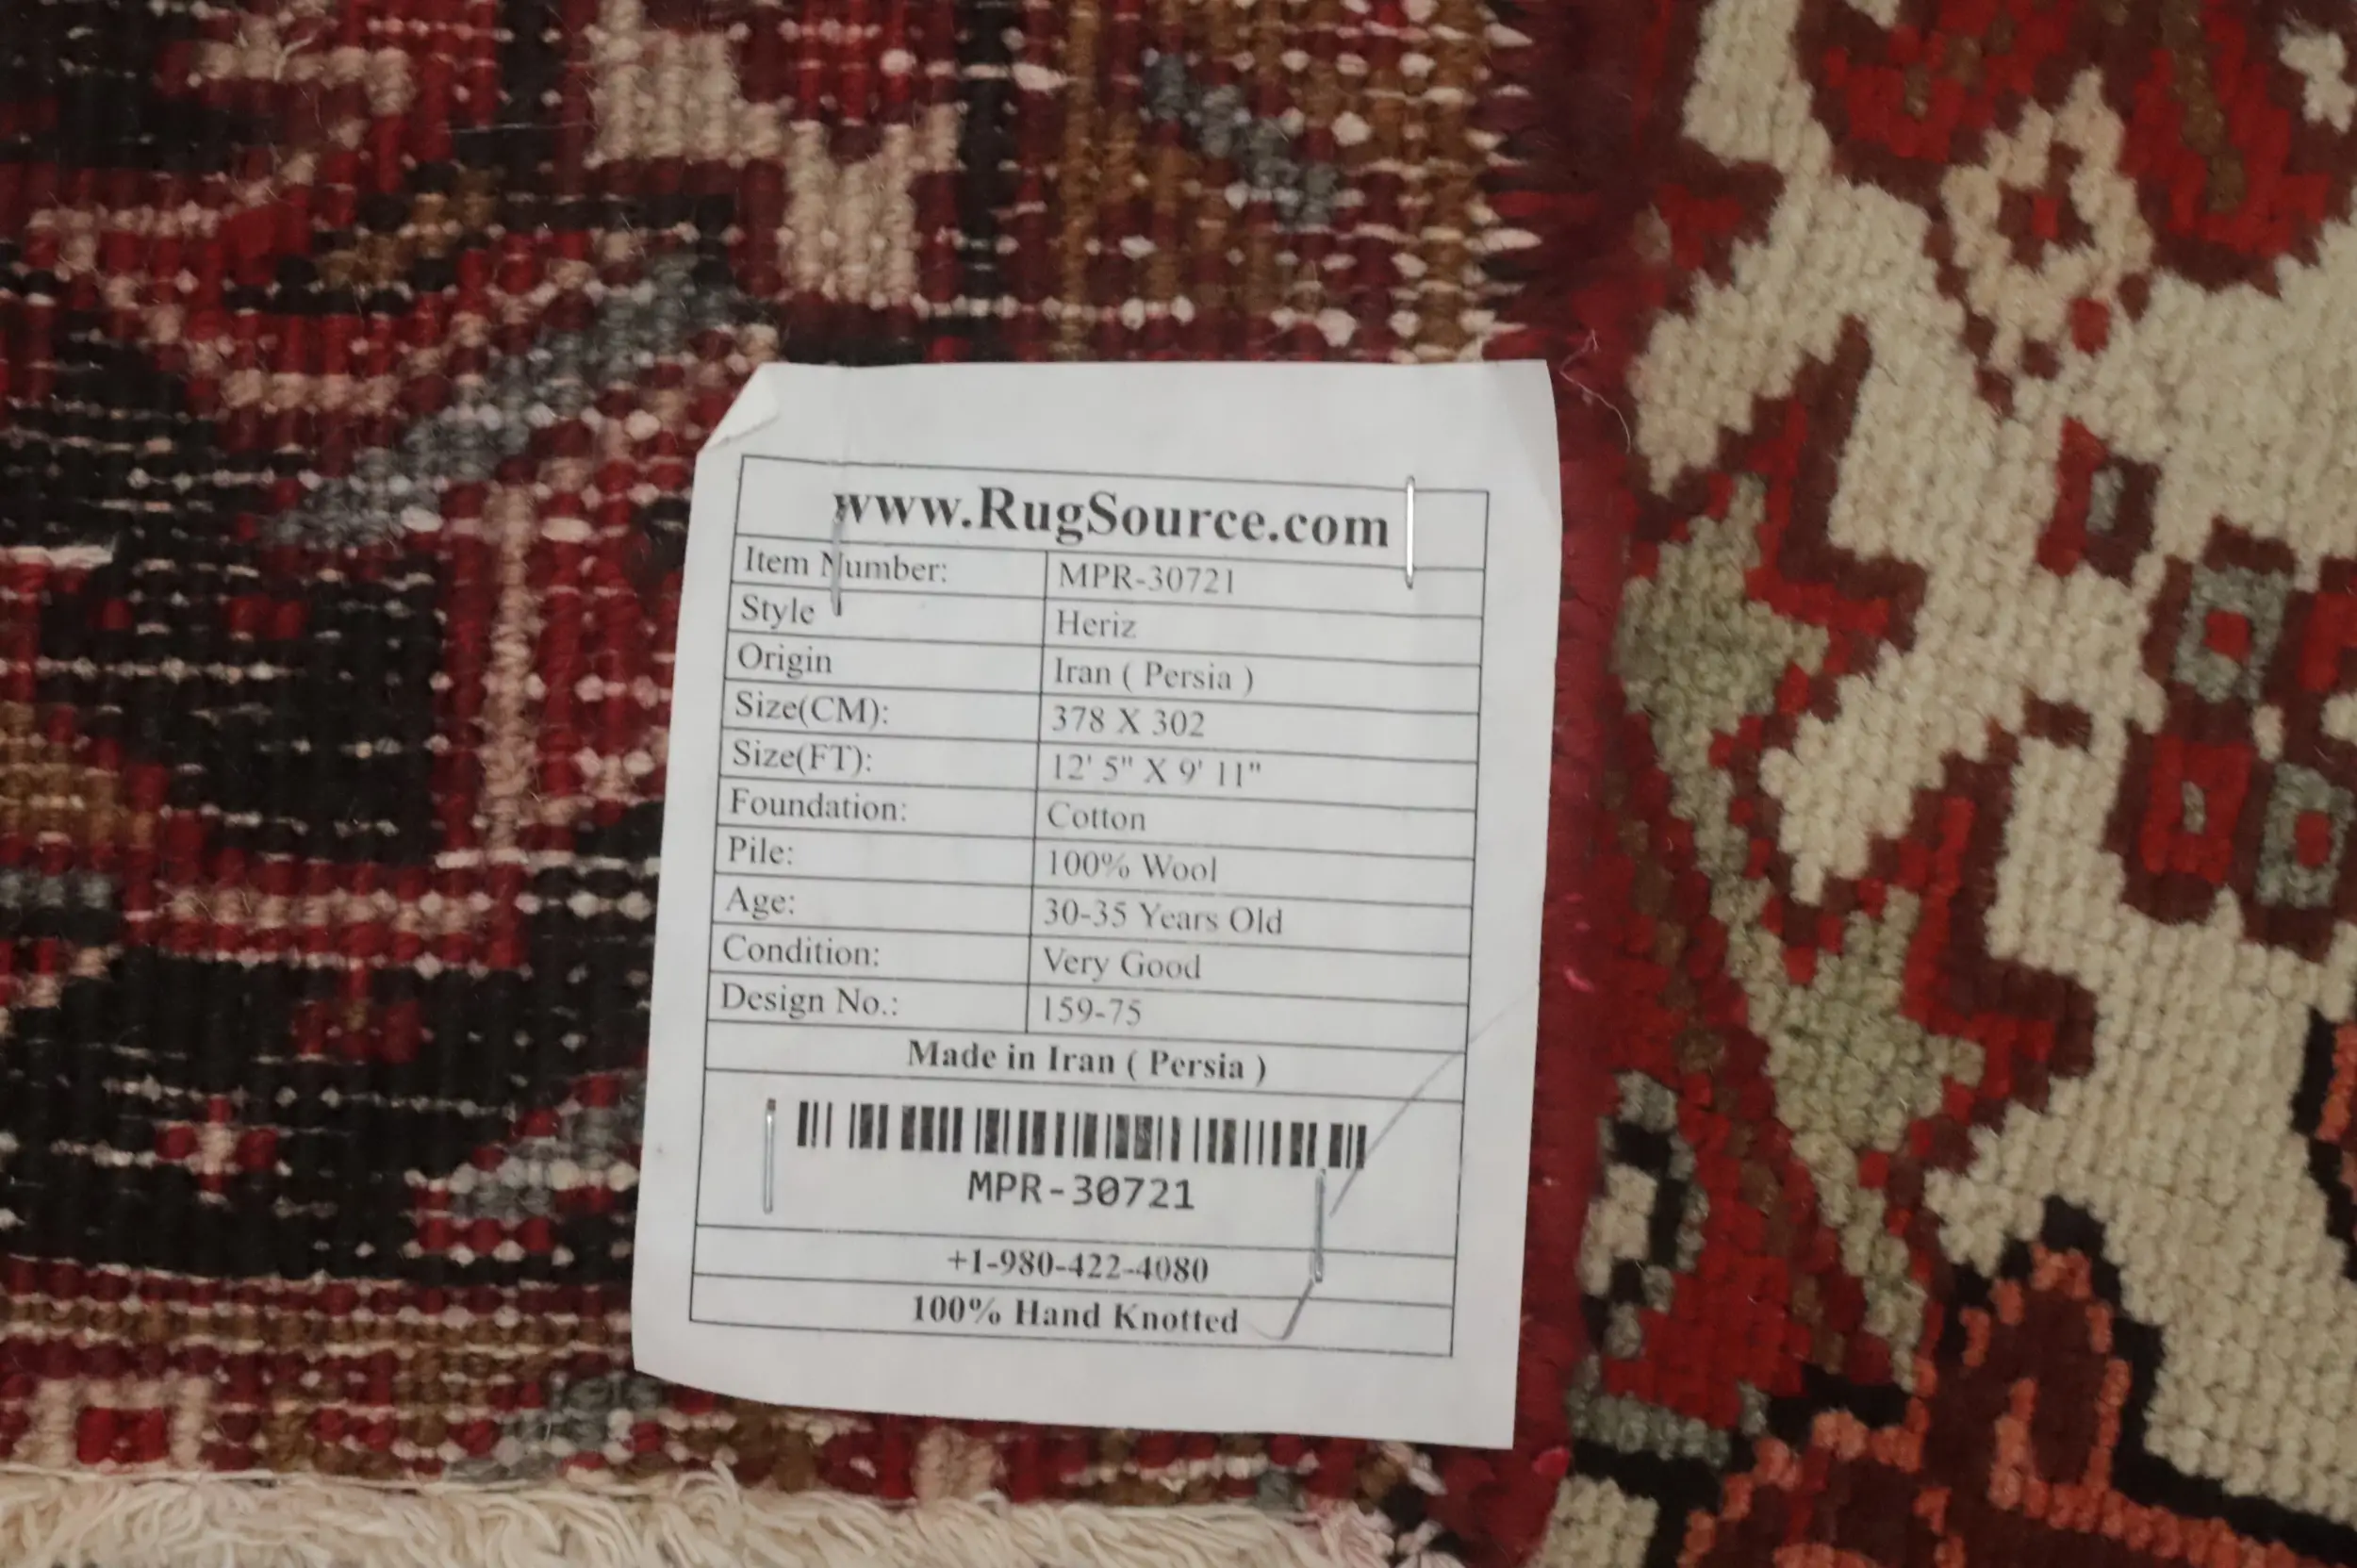 www.RugSource.com
Item Number: MPR-30721
Style Heriz
Origin Iran ( Persia )
Size(CM): 378 X 302
Size(FT): 12' 5" X 9' 11"
Foundation: Cotton
Pile: 100% Wool
Age: 30-35 Years Old
Condition: Very Good
Design No.: 159-75
Made in Iran ( Persia )
MPR-30721
+1-980-422-4080
100% Hand Knotted